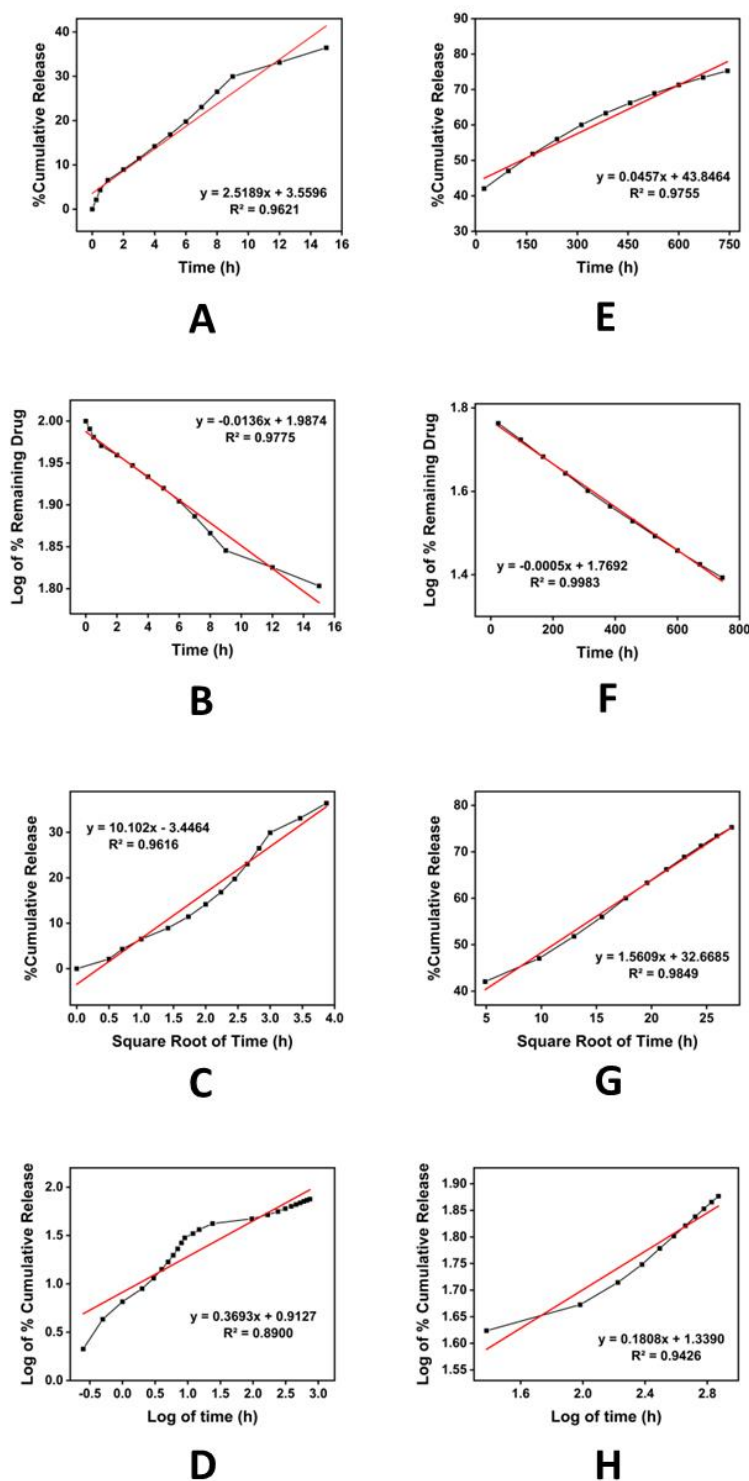 %Cumulative Release
40
30
20
10
0
y = 2.5189x + 3.5596
R² = 0.9621
0 2 4 6 8 10 12 14 16
Time (h)
A
%Cumulative Release
90
80
70
60
50
40
30
y = 0.0457x + 43.8464
R² = 0.9755
0 150 300 450 600 750
Time (h)
E
Log of % Remaining Drug
2.00
1.95
1.90
1.85
1.80
y = -0.0136x + 1.9874
R² = 0.9775
0 2 4 6 8 10 12 14 16
Time (h)
B
Log of % Remaining Drug
1.8
1.6
1.4
y = -0.0005x + 1.7692
R² = 0.9983
0 200 400 600 800
Time (h)
F
%Cumulative Release
30
20
10
0
y = 10.102x - 3.4464
R² = 0.9616
0.0 0.5 1.0 1.5 2.0 2.5 3.0 3.5 4.0
Square Root of Time (h)
C
%Cumulative Release
80
70
60
50
40
y = 1.5609x + 32.6685
R² = 0.9849
5 10 15 20 25
Square Root of Time (h)
G
Log of % Cumulative Release
2.0
1.5
1.0
0.5
0.0
y = 0.3693x + 0.9127
R² = 0.8900
-0.5 0.0 0.5 1.0 1.5 2.0 2.5 3.0
Log of time (h)
D
Log of % Cumulative Release
1.90
1.85
1.80
1.75
1.70
1.65
1.60
1.55
y = 0.1808x + 1.3390
R² = 0.9426
1.6 2.0 2.4 2.8
Log of time (h)
H